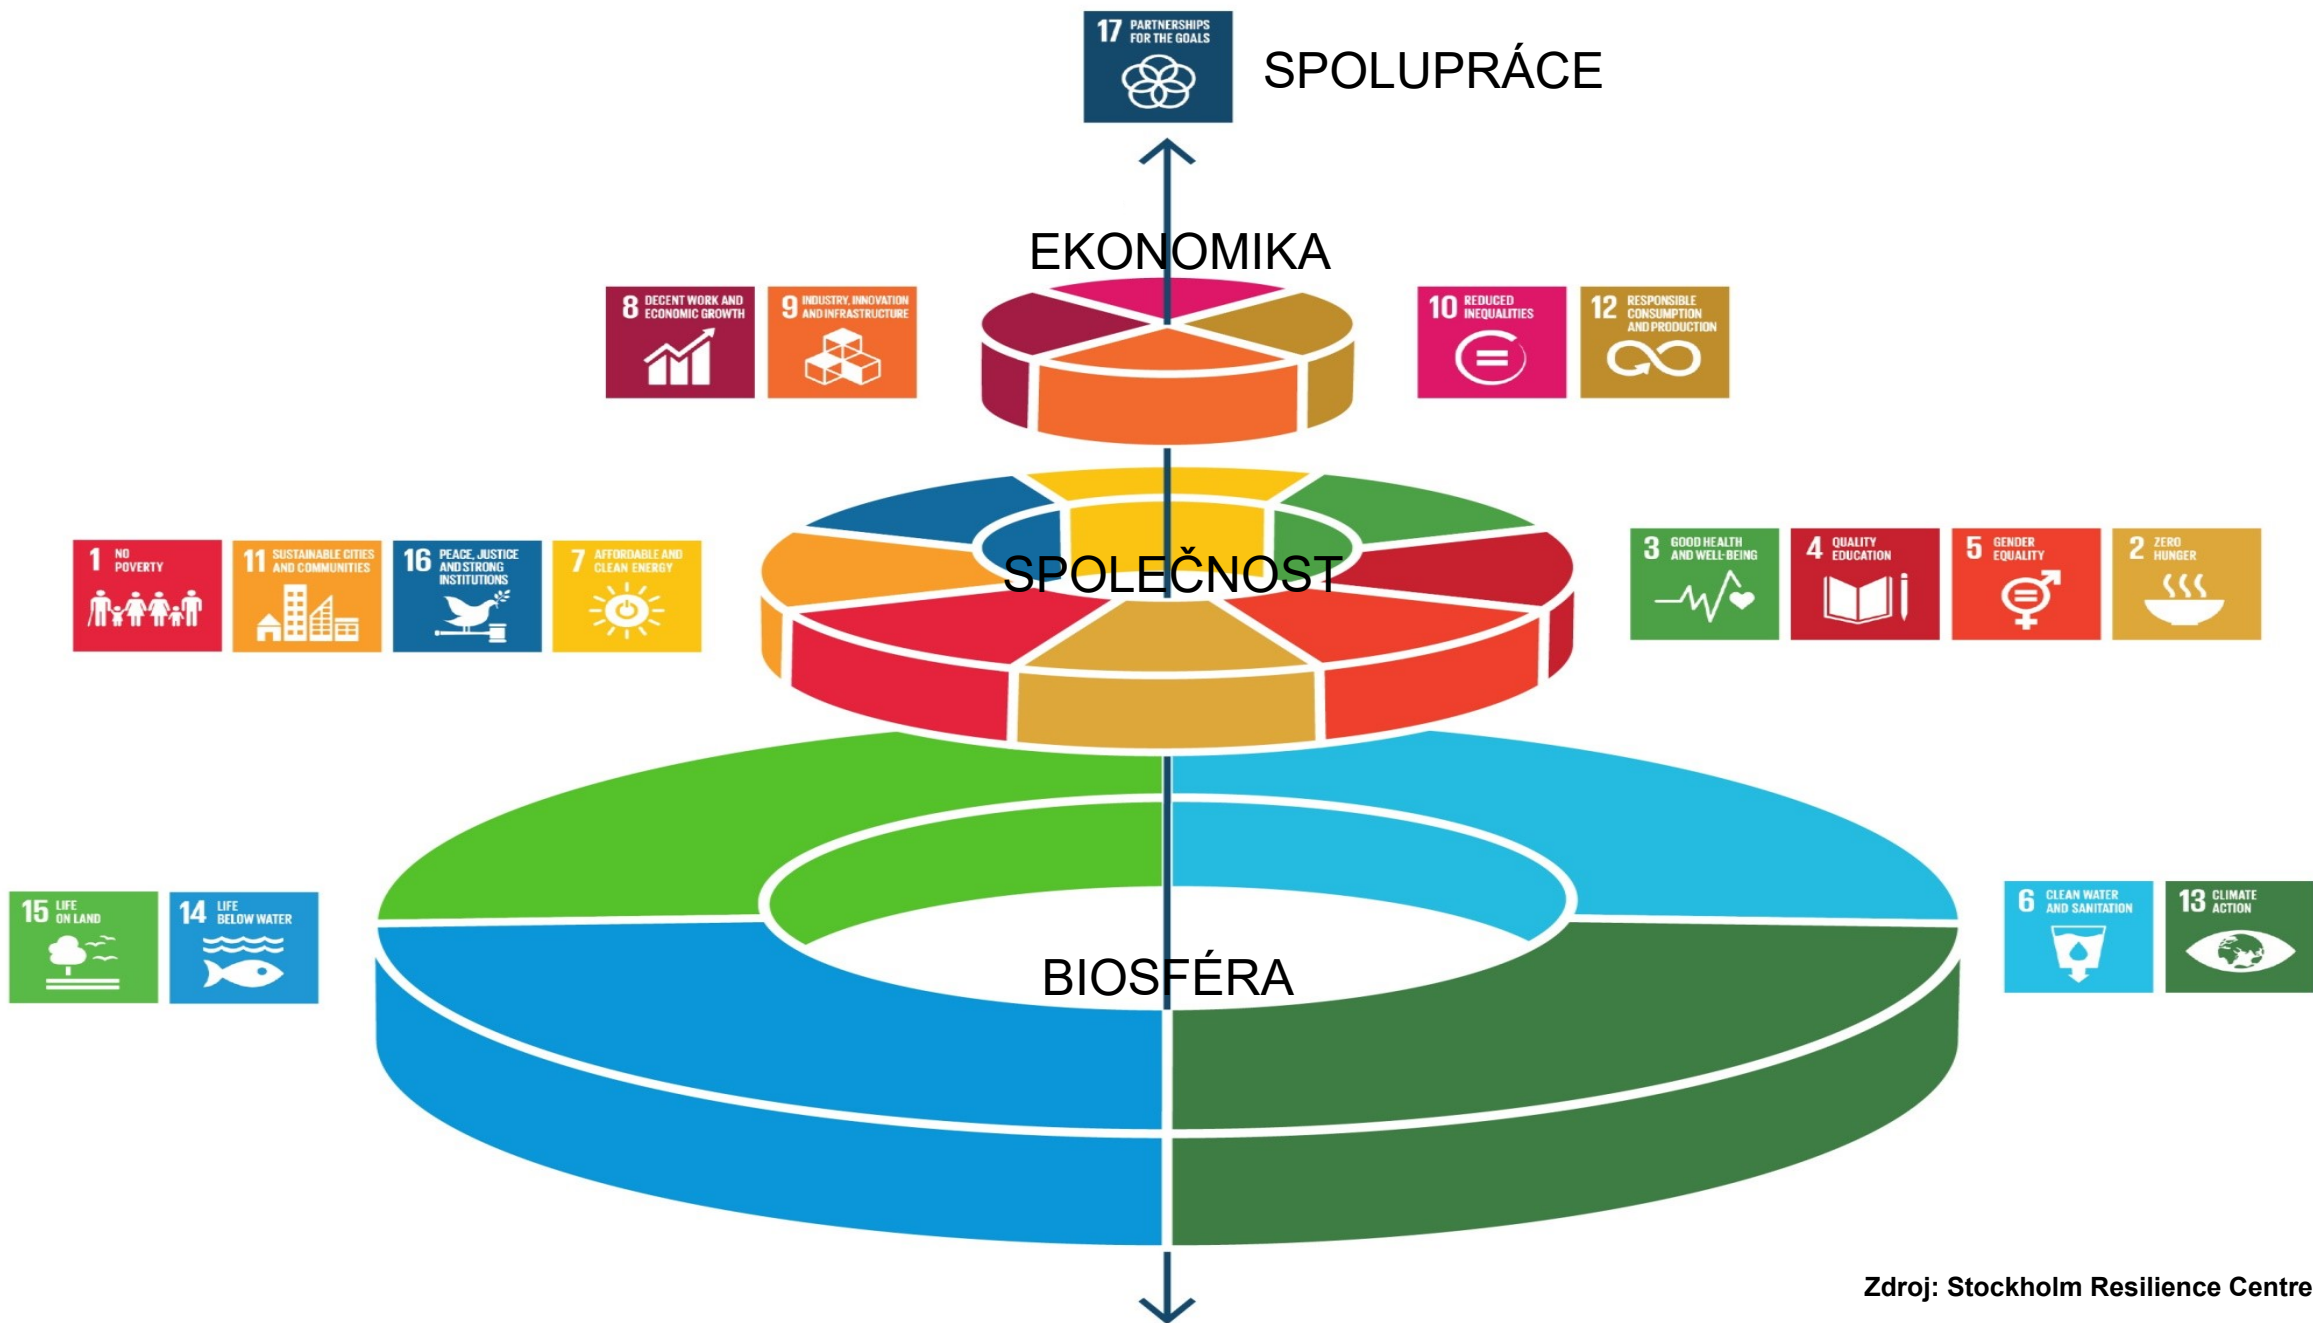 17 PARTNERSHIPS
FOR THE GOALS
SPOLUPRÁCE
EKONOMIKA
8 DECENT WORK AND
ECONOMIC GROWTH
9 INDUSTRY, INNOVATION
AND INFRASTRUCTURE
10 REDUCED
INEQUALITIES
12 RESPONSIBLE
CONSUMPTION
AND PRODUCTION
1 NO
POVERTY
11 SUSTAINABLE CITIES
AND COMMUNITIES
16 PEACE, JUSTICE
AND STRONG
INSTITUTIONS
7 AFFORDABLE AND
CLEAN ENERGY
SPOLEČNOST
3 GOOD HEALTH
AND WELL-BEING
4 QUALITY
EDUCATION
5 GENDER
EQUALITY
2 ZERO
HUNGER
15 LIFE
ON LAND
14 LIFE
BELOW WATER
BIOSFÉRA
6 CLEAN WATER
AND SANITATION
13 CLIMATE
ACTION
Zdroj: Stockholm Resilience Centre